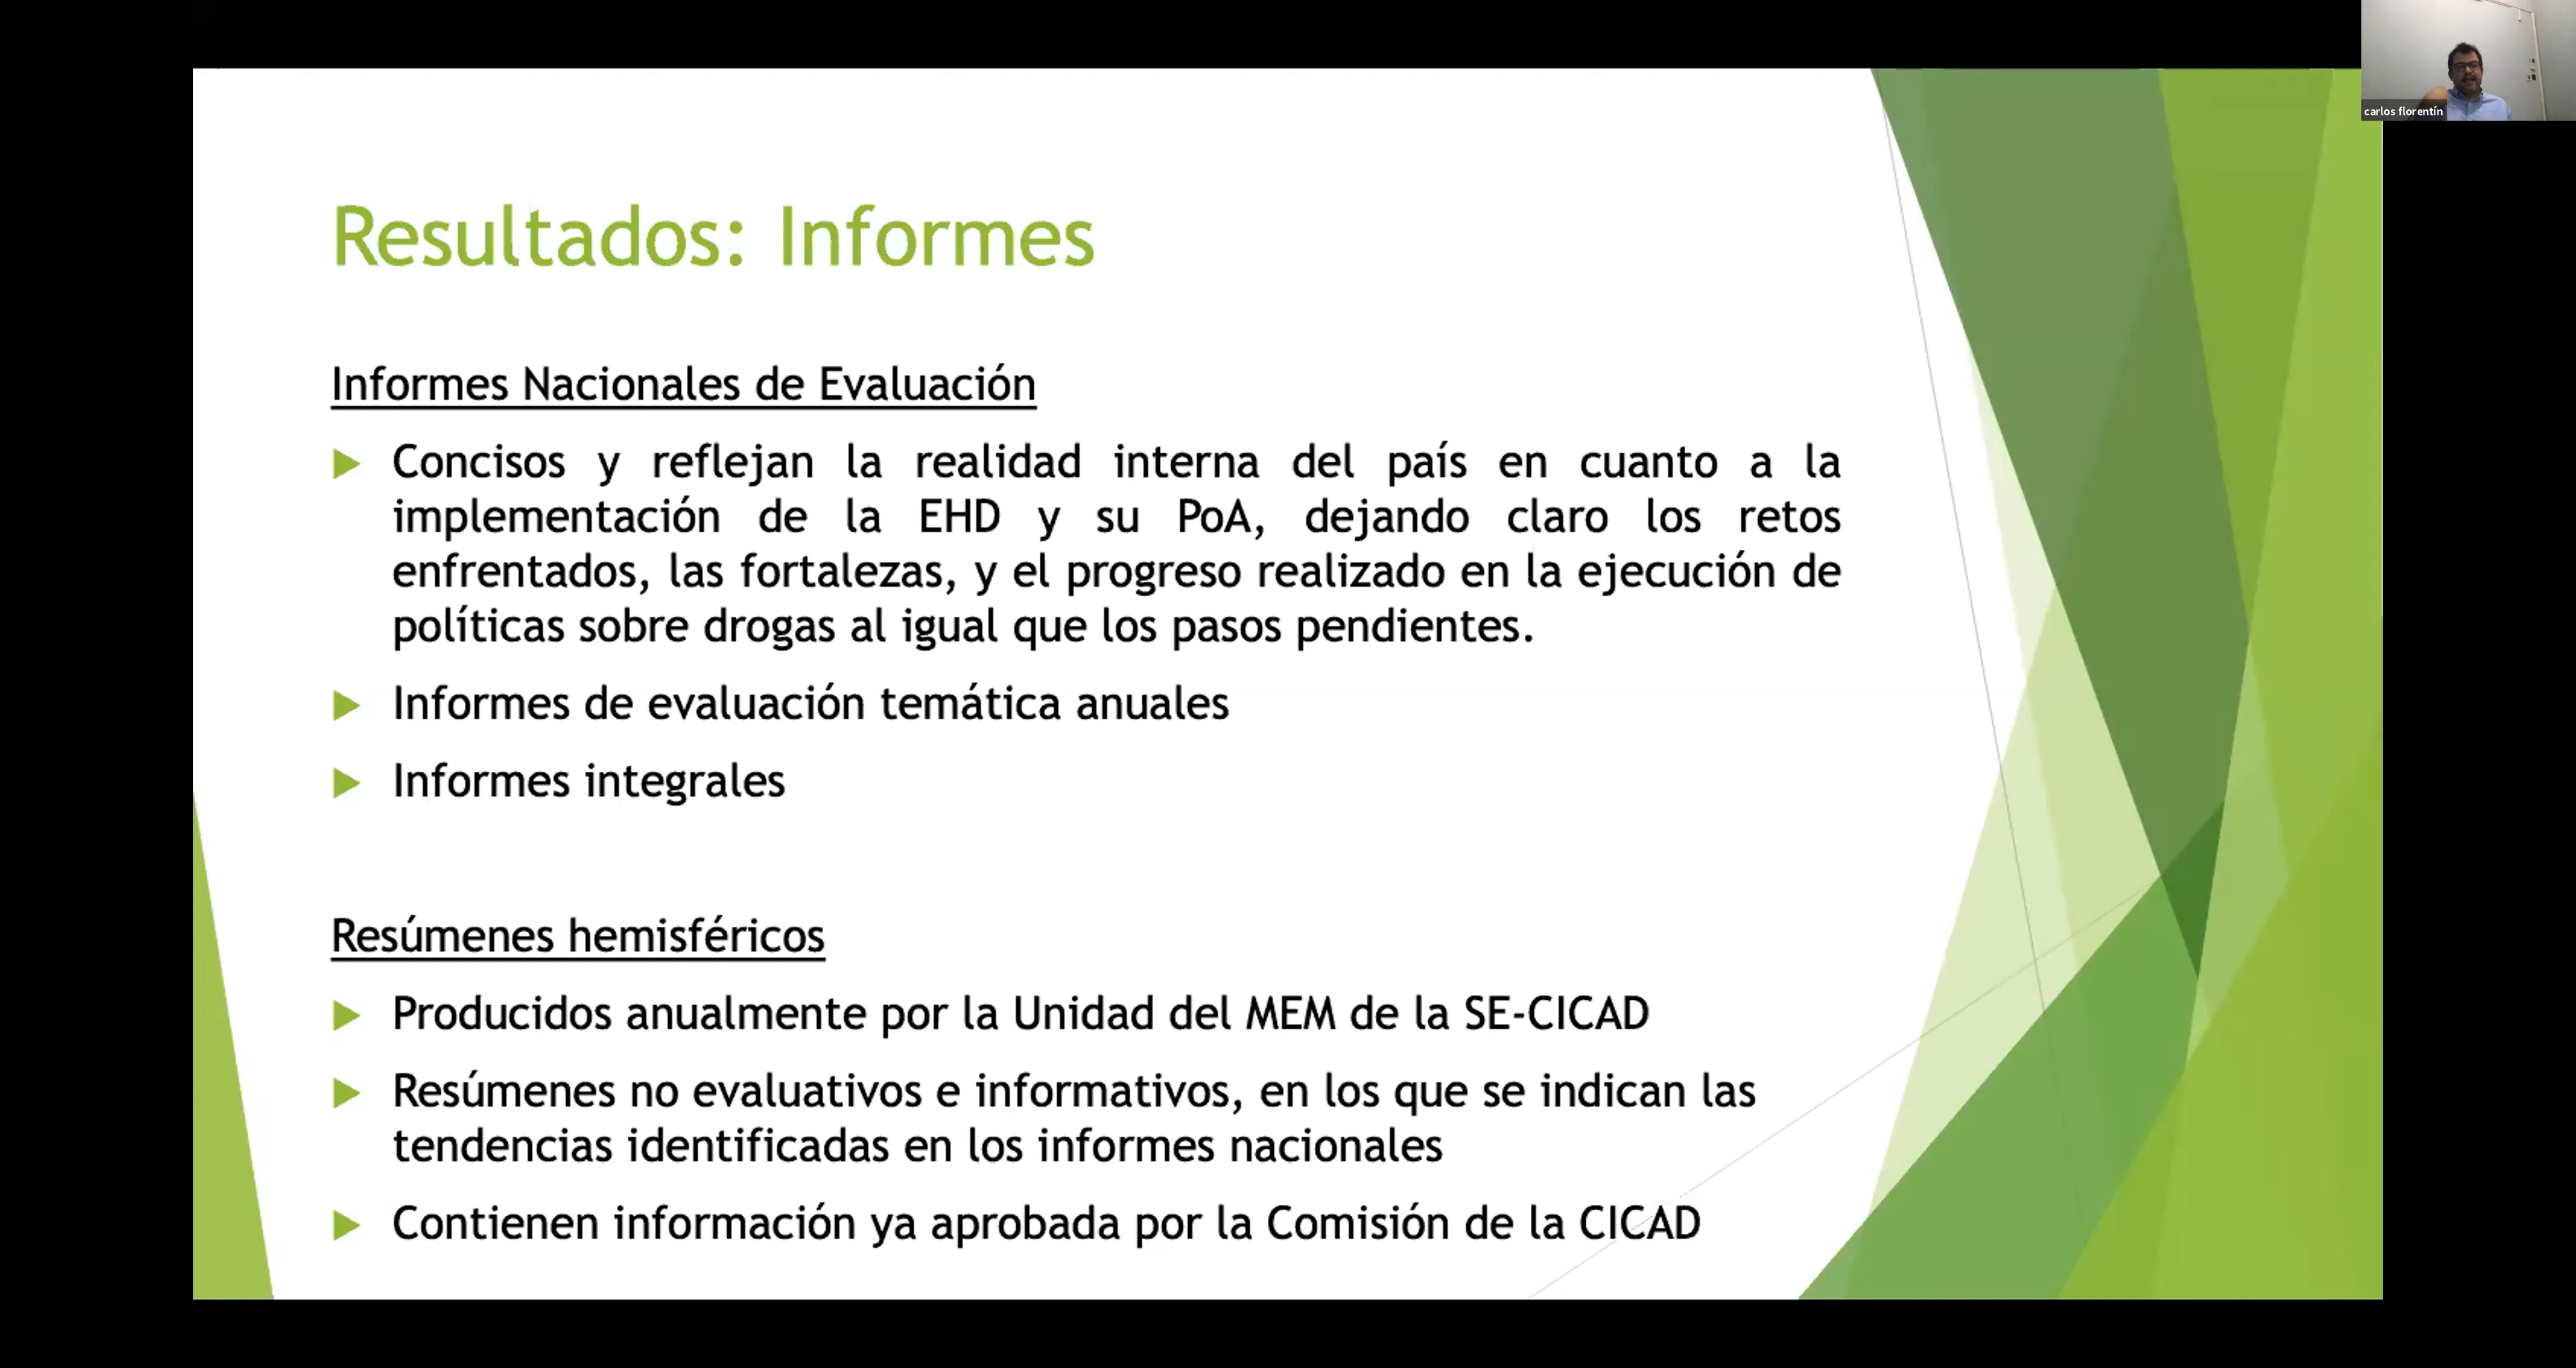 carlos florentín
Resultados: Informes
Informes Nacionales de Evaluación
Concisos y reflejan la realidad interna del país en cuanto a la
implementación de la EHD y su PoA, dejando claro los retos
enfrentados, las fortalezas, y el progreso realizado en la ejecución de
políticas sobre drogas al igual que los pasos pendientes.
Informes de evaluación temática anuales
Informes integrales
Resúmenes hemisféricos
Producidos anualmente por la Unidad del MEM de la SE-CICAD
Resúmenes no evaluativos e informativos, en los que se indican las
tendencias identificadas en los informes nacionales
Contienen información ya aprobada por la Comisión de la CICAD